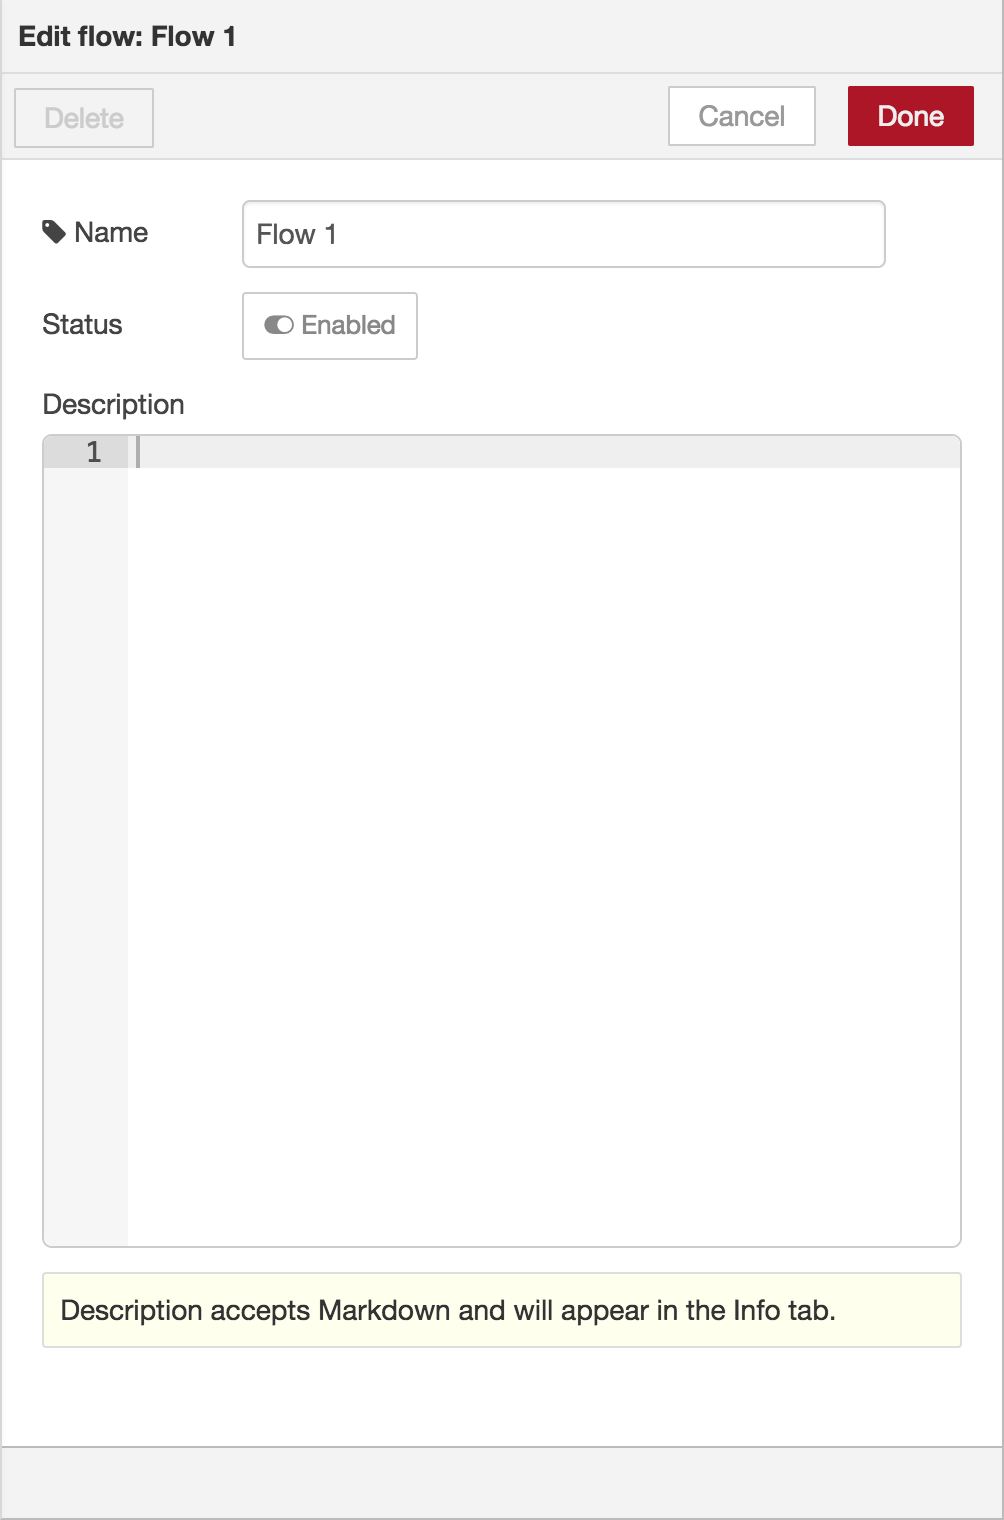 Edit flow: Flow 1
Delete
Cancel
Done
Name
Flow 1
Status
Enabled
Description
1
Description accepts Markdown and will appear in the Info tab.